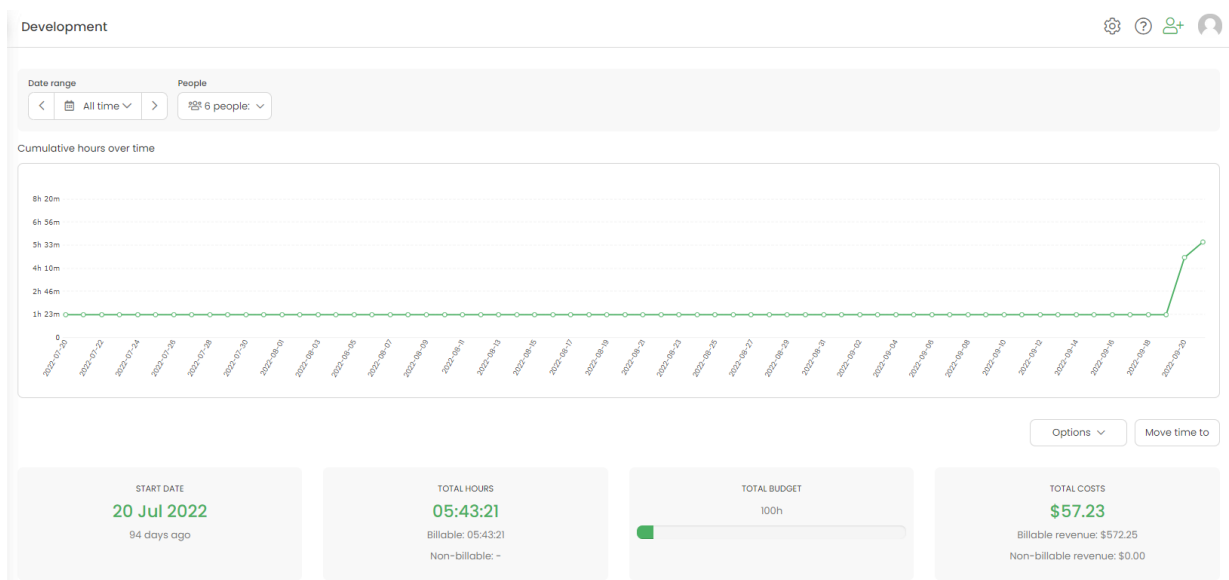 Development
Date range
People
All time
6 people:
Cumulative hours over time
8h 20m
6h 56m
5h 33m
4h 10m
2h 46m
1h 23m
0
2022-07-20
2022-07-22
2022-07-24
2022-07-26
2022-07-28
2022-07-30
2022-08-01
2022-08-03
2022-08-05
2022-08-07
2022-08-09
2022-08-11
2022-08-13
2022-08-15
2022-08-17
2022-08-19
2022-08-21
2022-08-23
2022-08-25
2022-08-27
2022-08-29
2022-08-31
2022-09-02
2022-09-04
2022-09-06
2022-09-08
2022-09-10
2022-09-12
2022-09-14
2022-09-16
2022-09-18
2022-09-20
Options
Move time to
START DATE
20 Jul 2022
94 days ago
TOTAL HOURS
05:43:21
Billable: 05:43:21
Non-billable: -
TOTAL BUDGET
100h
TOTAL COSTS
$57.23
Billable revenue: $572.25
Non-billable revenue: $0.00